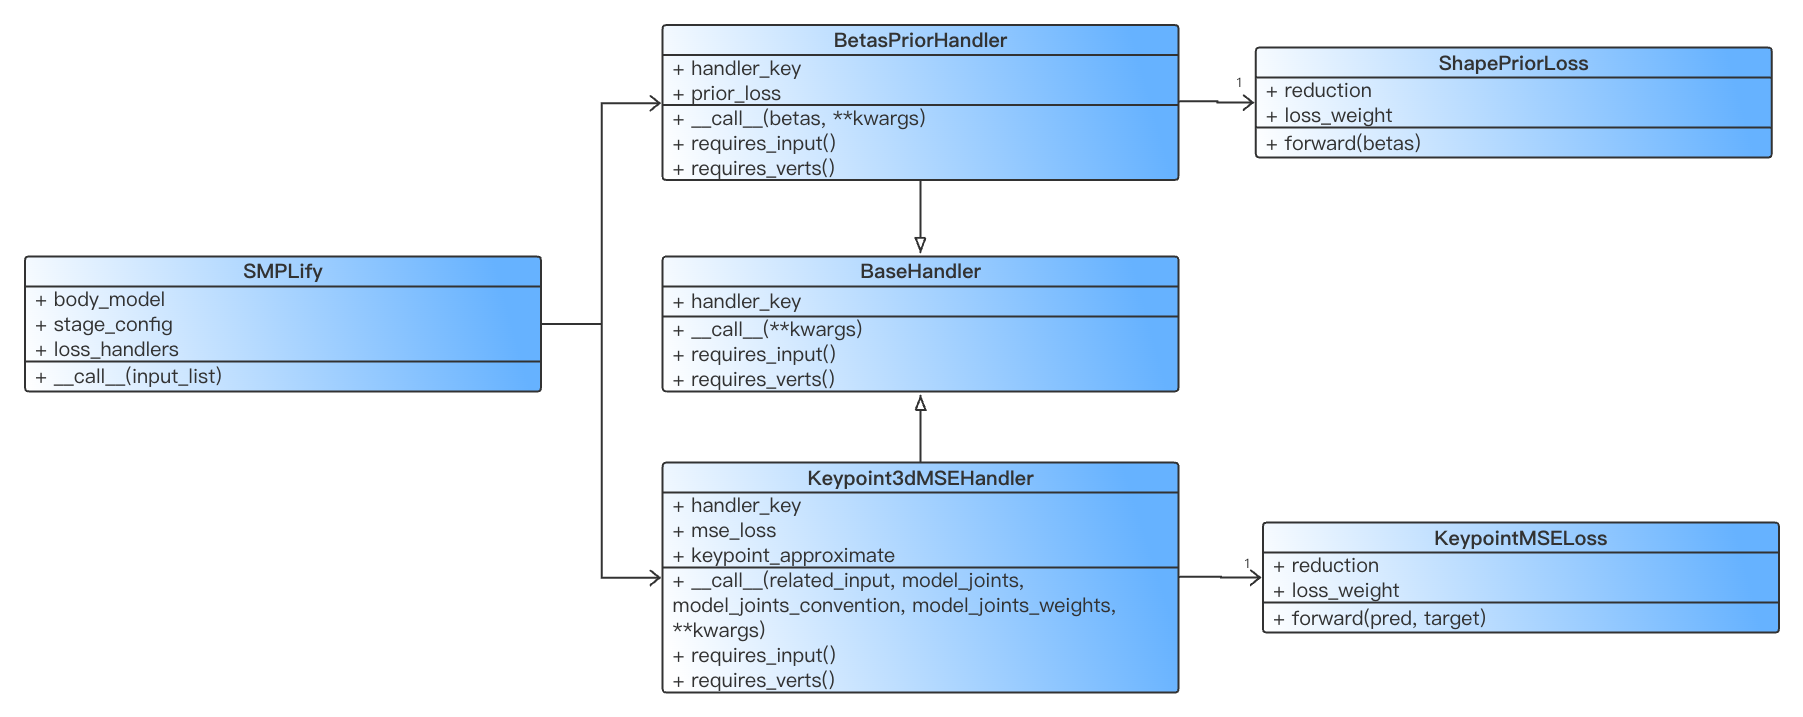 BetasPriorHandler
+ handler_key
+ prior_loss
+ __call__(betas, **kwargs)
+ requires_input()
+ requires_verts()
1
ShapePriorLoss
+ reduction
+ loss_weight
+ forward(betas)
SMPLify
+ body_model
+ stage_config
+ loss_handlers
+ __call__(input_list)
BaseHandler
+ handler_key
+ __call__(**kwargs)
+ requires_input()
+ requires_verts()
Keypoint3dMSEHandler
+ handler_key
+ mse_loss
+ keypoint_approximate
+ __call__(related_input, model_joints,
model_joints_convention, model_joints_weights,
**kwargs)
+ requires_input()
+ requires_verts()
1
KeypointMSELoss
+ reduction
+ loss_weight
+ forward(pred, target)